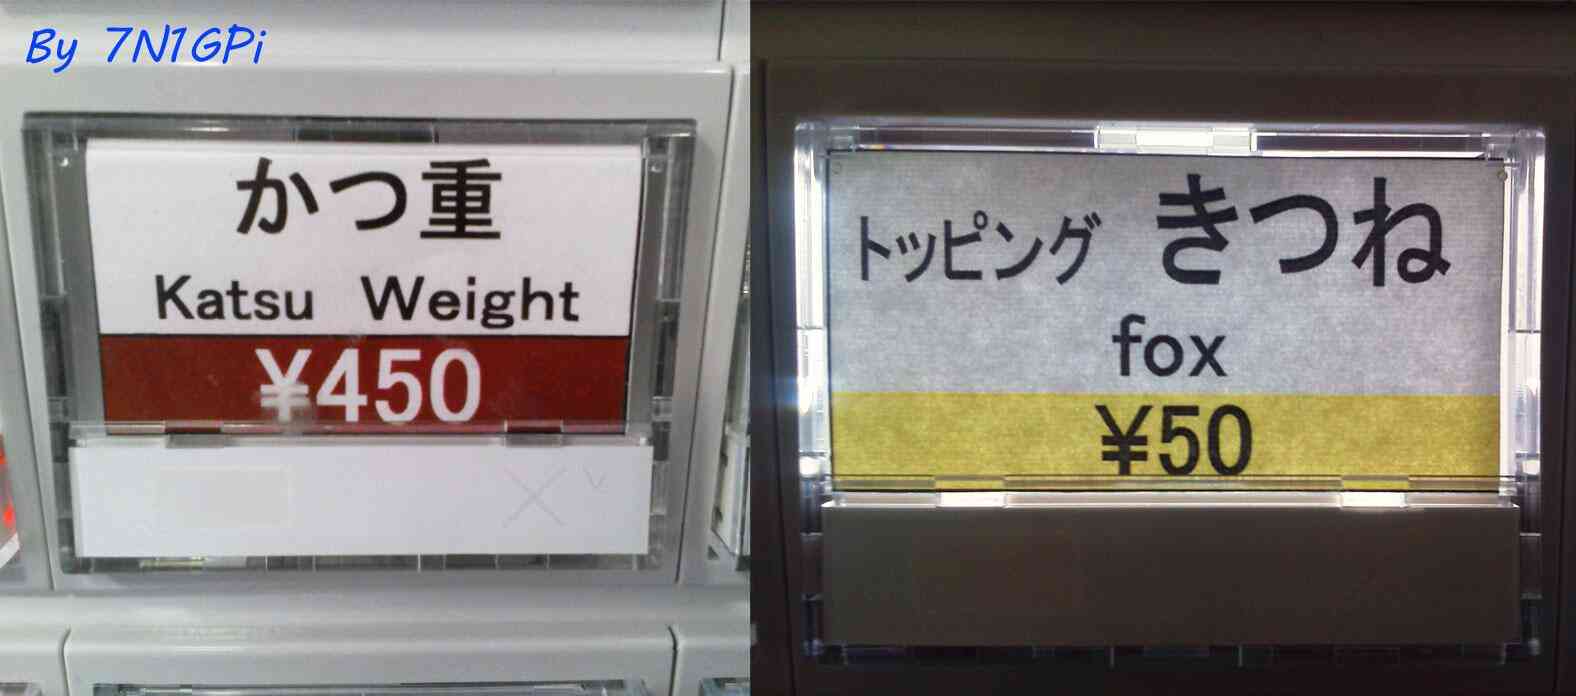 By 7N1GPi
かつ重
Katsu Weight
¥450
トッピング きつね
fox
¥50